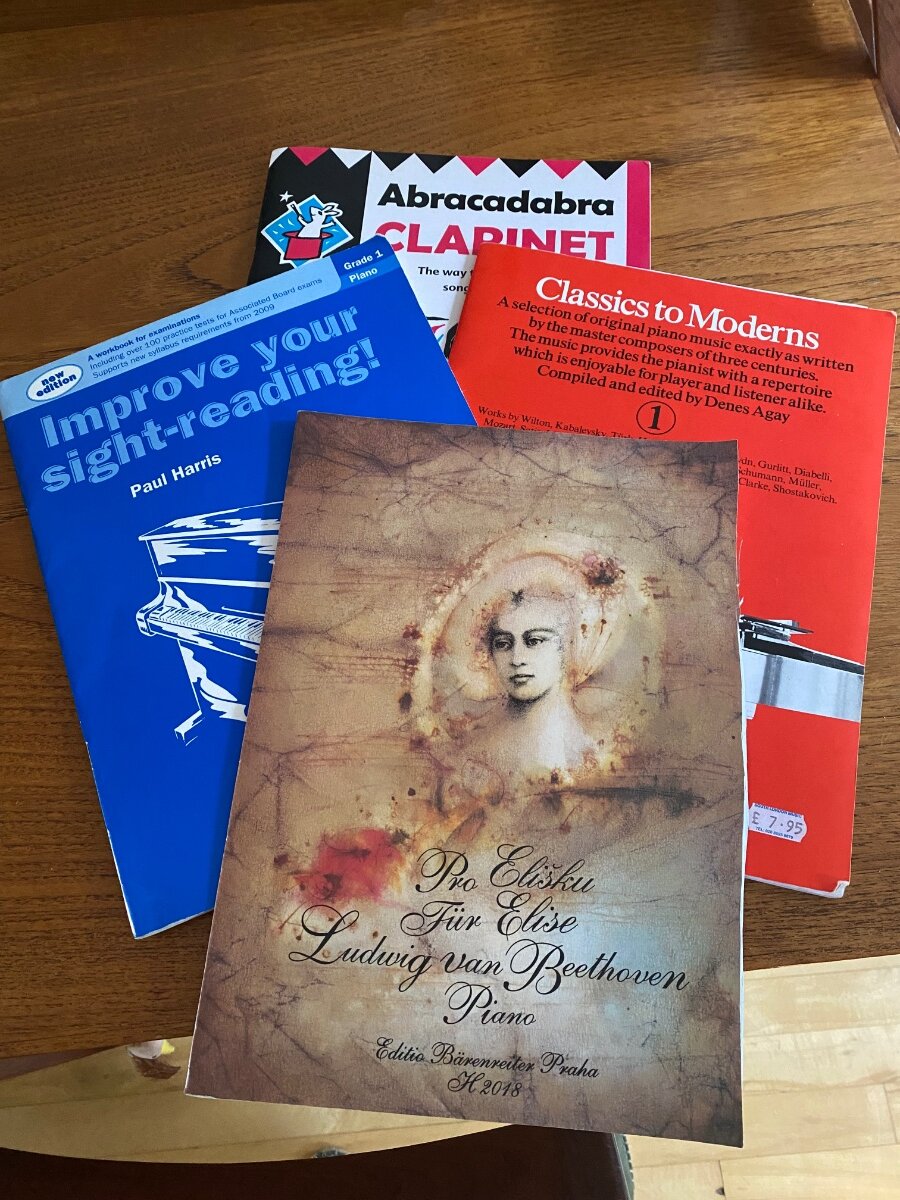 Abracadabra
CLARINET
The way
song
Grade 1
Piano
A workbook for examinations
Including over 100 practice tests for Associated Board exams
Supports new syllabus requirements from 2009
new
edition
Improve your
sight-reading!
Paul Harris
Classics to Moderns
A selection of original piano music exactly as written
by the master composers of three centuries.
The music provides the pianist with a repertoire
which is enjoyable for player and listener alike.
Compiled and edited by Denes Agay
1
Works by Wilton, Kabalevsky,
Mozart, Gurlitt, Diabelli,
Schumann, Müller,
Clarke, Shostakovich.
£ 7.95
Pro Elišku
Für Elise
Ludwig van Beethoven
Piano
Editio Bärenreiter Praha
H 2018